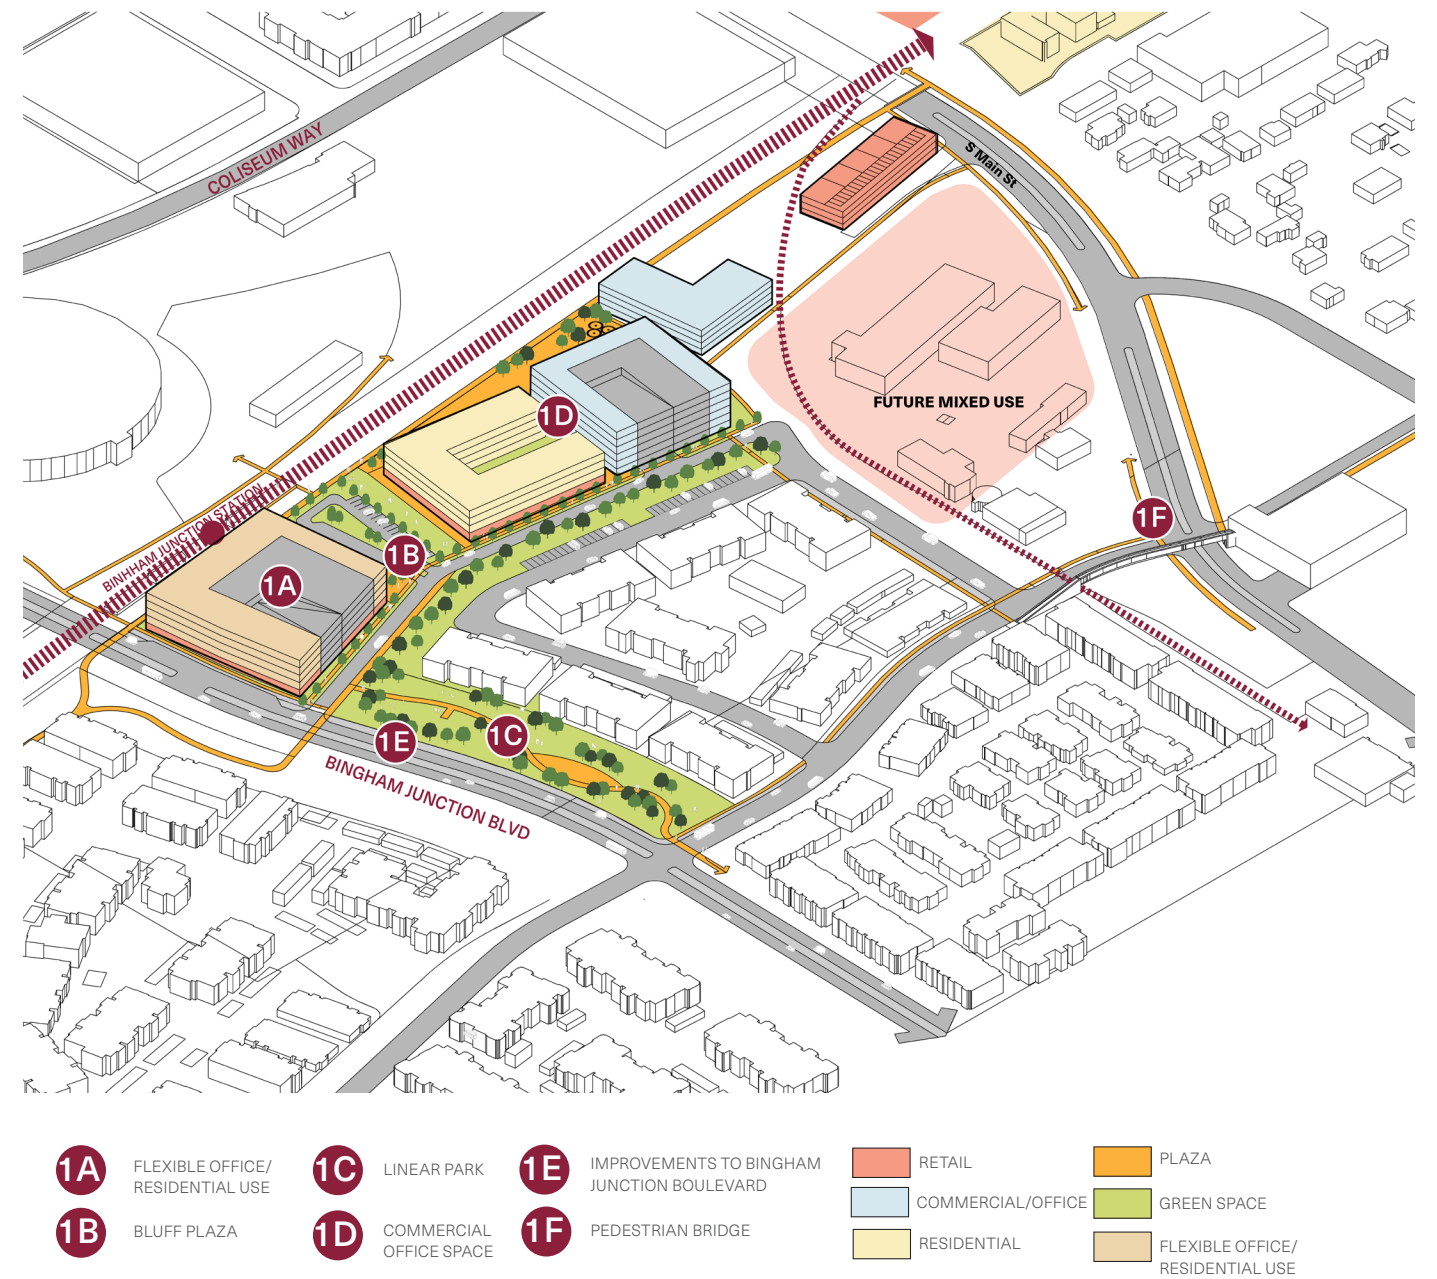 COLISEUM WAY
S Main St
FUTURE MIXED USE
1D
1F
BINHHAM JUNCTION STATION
1B
1A
1C
1E
BINGHAM JUNCTION BLVD
1A
FLEXIBLE OFFICE/
RESIDENTIAL USE
1B
BLUFF PLAZA
1C
LINEAR PARK
1D
COMMERCIAL
OFFICE SPACE
1E
IMPROVEMENTS TO BINGHAM
JUNCTION BOULEVARD
1F
PEDESTRIAN BRIDGE
RETAIL
COMMERCIAL/OFFICE
RESIDENTIAL
PLAZA
GREEN SPACE
FLEXIBLE OFFICE/
RESIDENTIAL USE